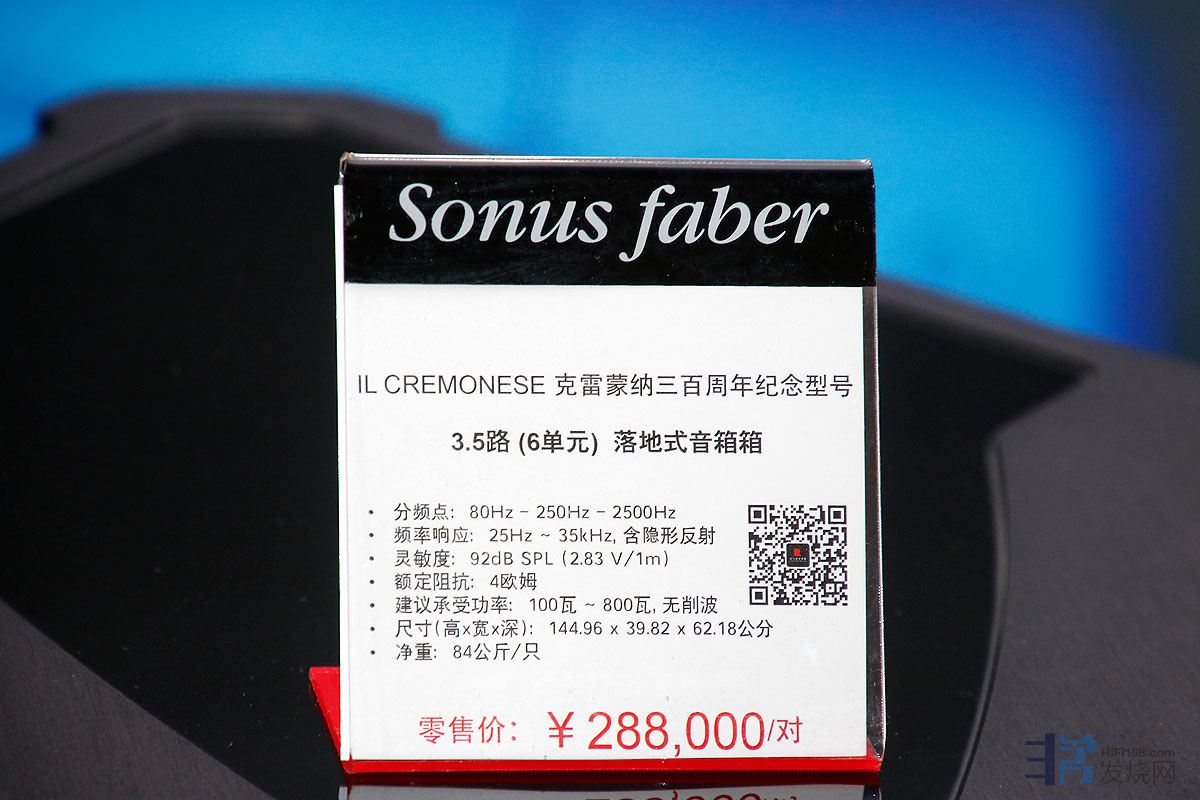 Sonus faber
IL CREMONESE 克雷蒙纳三百周年纪念型号
3.5路 (6单元) 落地式音箱箱
• 分频点: 80Hz – 250Hz – 2500Hz
• 频率响应: 25Hz ~ 35kHz, 含隐形反射
• 灵敏度: 92dB SPL (2.83 V/1m)
• 额定阻抗: 4欧姆
• 建议承受功率: 100瓦 ~ 800瓦, 无削波
• 尺寸(高x宽x深): 144.96 x 39.82 x 62.18公分
• 净重: 84公斤/只
零售价: ¥288,000/对
非常
HIFI168.com
发烧网